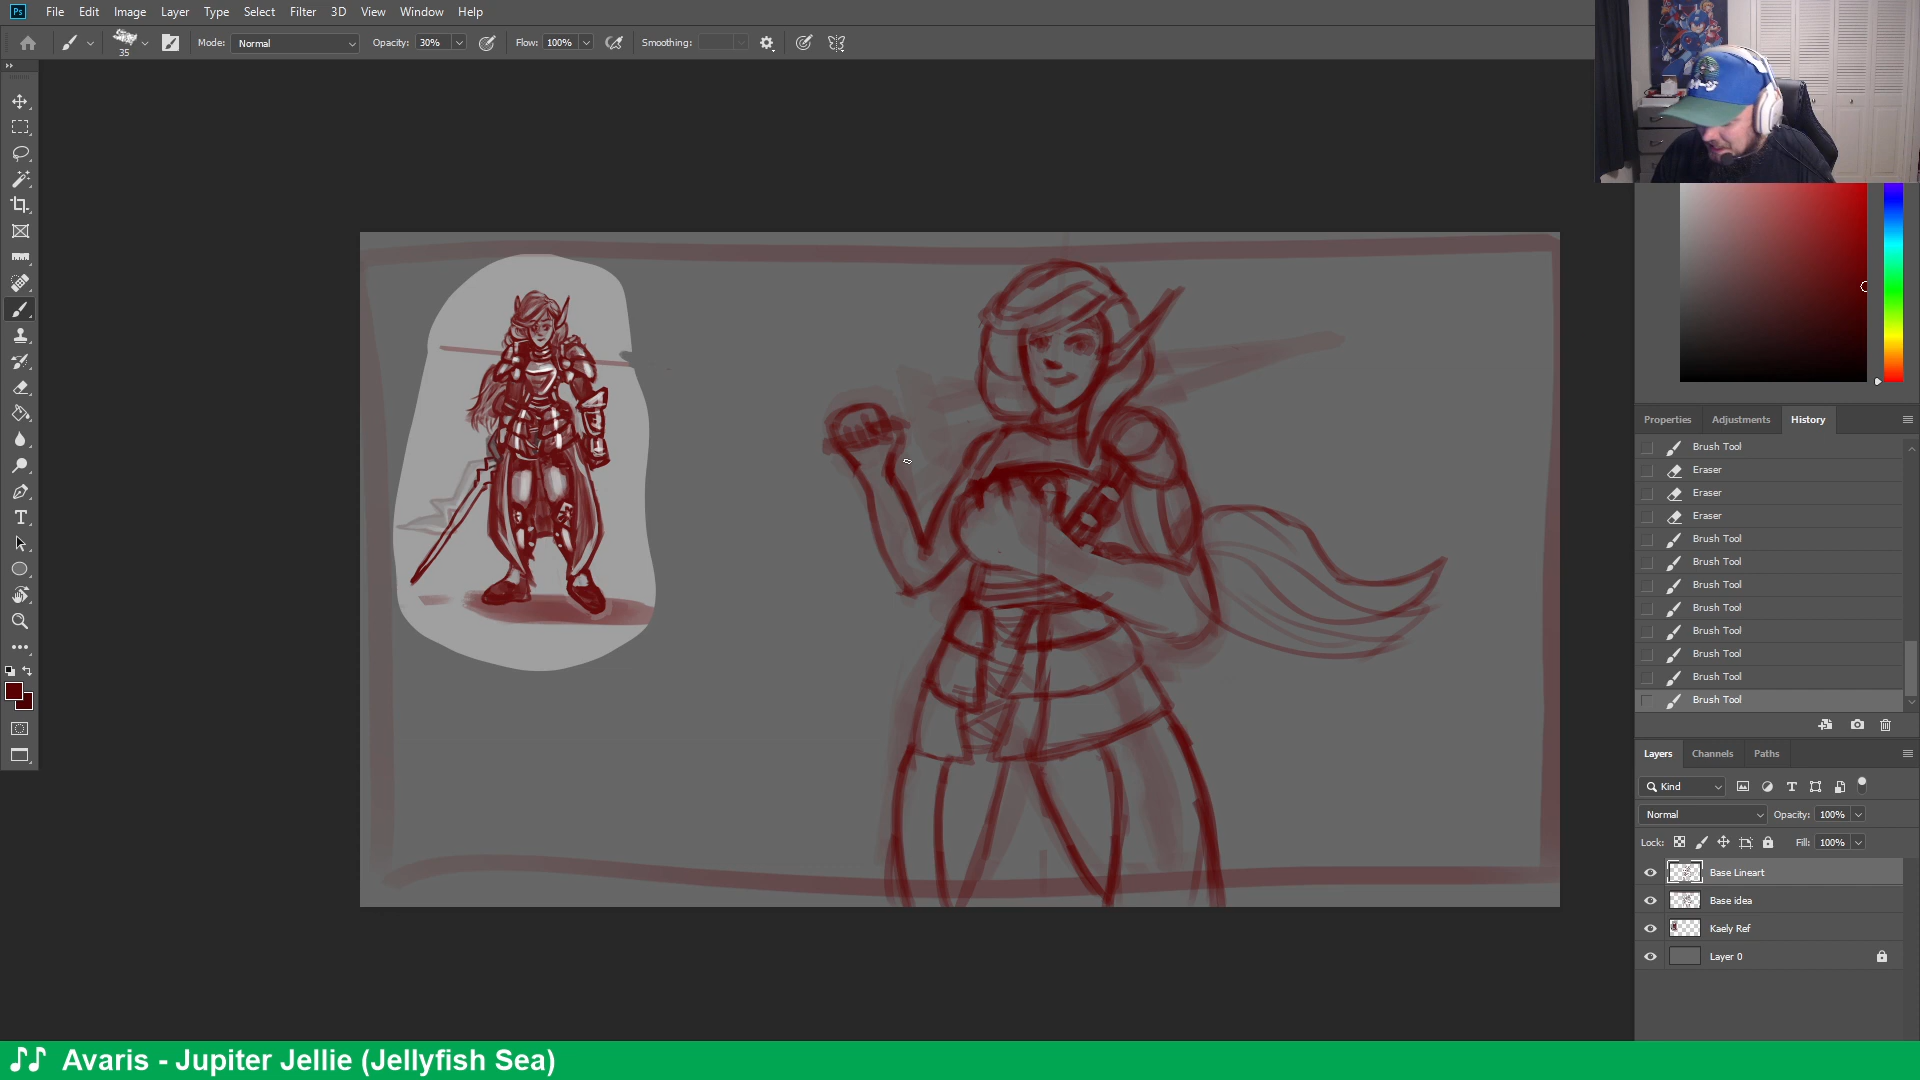 Ps File Edit Image Layer Type Select Filter 3D View Window Help
35 Mode: Normal Opacity: 30% Flow: 100% Smoothing:
Properties Adjustments History
Brush Tool
Eraser
Eraser
Eraser
Brush Tool
Brush Tool
Brush Tool
Brush Tool
Brush Tool
Brush Tool
Brush Tool
Brush Tool
Layers Channels Paths
Kind
Normal Opacity: 100%
Lock: Fill: 100%
Base Lineart
Base idea
Kaely Ref
Layer 0
Avaris - Jupiter Jellie (Jellyfish Sea)